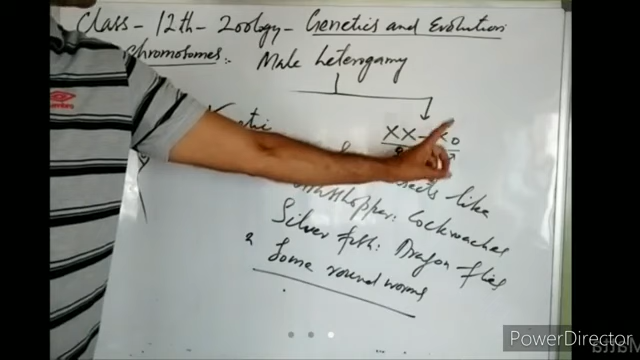 Class - 12th - Zoology - Genetics and Evolution
Chromosomes:- Male heterogamy
XX - Xo
like
Grasshopper: Cockroaches
Silver fish: Dragon flies
& Some round worms
umbro
PowerDirector